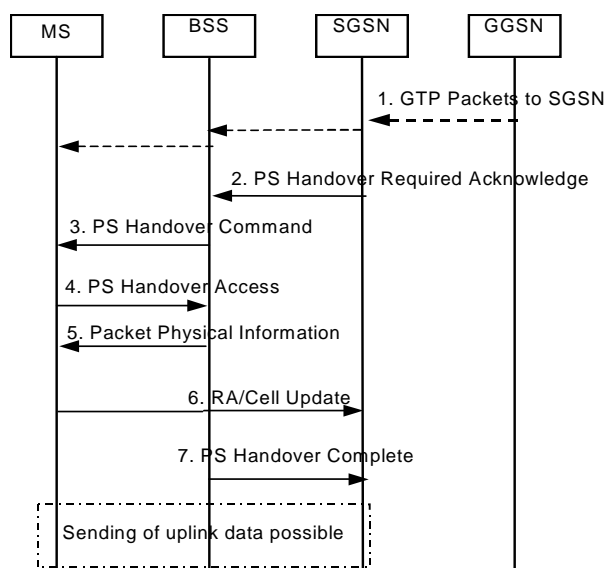 MS
BSS
SGSN
GGSN
1. GTP Packets to SGSN
2. PS Handover Required Acknowledge
3. PS Handover Command
4. PS Handover Access
5. Packet Physical Information
6. RA/Cell Update
7. PS Handover Complete
Sending of uplink data possible